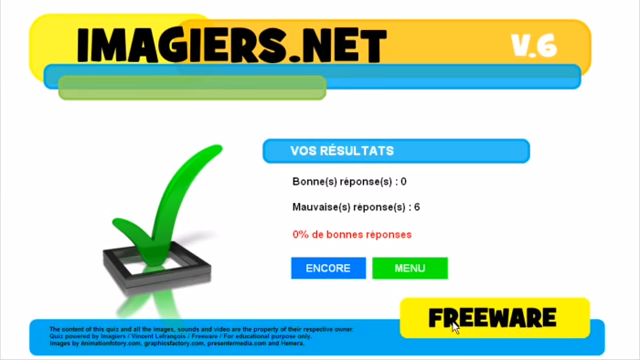 IMAGIERS.NET
V.6
VOS RÉSULTATS
Bonne(s) réponse(s) : 0
Mauvaise(s) réponse(s) : 6
0% de bonnes réponses
ENCORE
MENU
FREEWARE
The content of this quiz and all the images, sounds and video are the property of their respective owner.
Quiz powered by Imagiers / Vincent Lefrançois / Freeware / For educational purpose only.
Images by Animationfctory.com, graphicsfactory.com, presentermedia.com and Hemera.